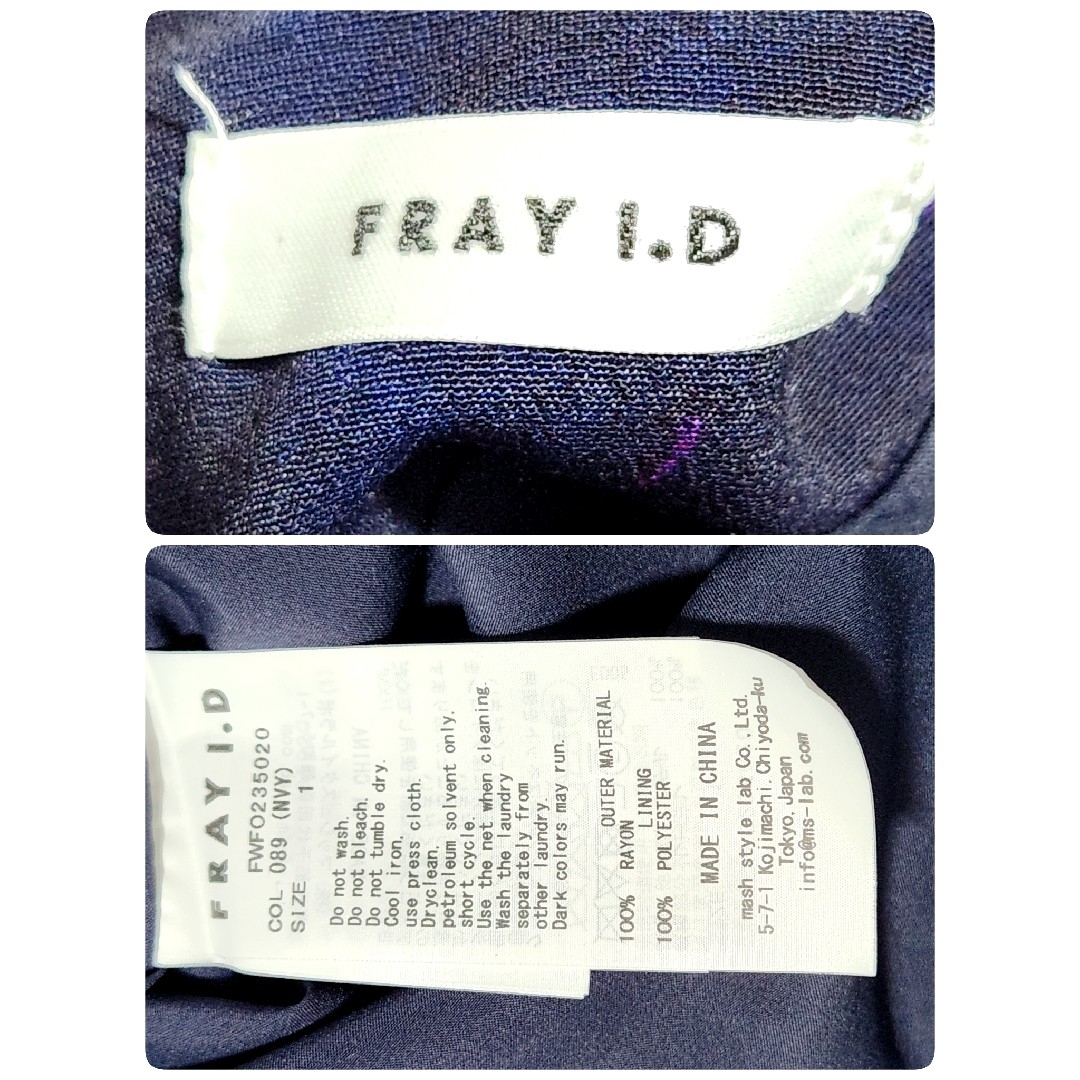 FRAY I.D
FRAY I.D
FWFO235020
COL 089 (NVY)
SIZE 1
Do not wash.
Do not bleach.
Do not tumble dry.
Cool iron.
use press cloth.
Dryclean.
petroleum solvent only.
short cycle.
Use the net when cleaning.
Wash the laundry
separately from
other laundry.
Dark colors may run.
OUTER MATERIAL
100% RAYON
LINING
100% POLYESTER
MADE IN CHINA
mash style lab Co.,Ltd.
5-7-1 Kojimachi.Chiyoda-ku
Tokyo.Japan
info@ms-lab.com